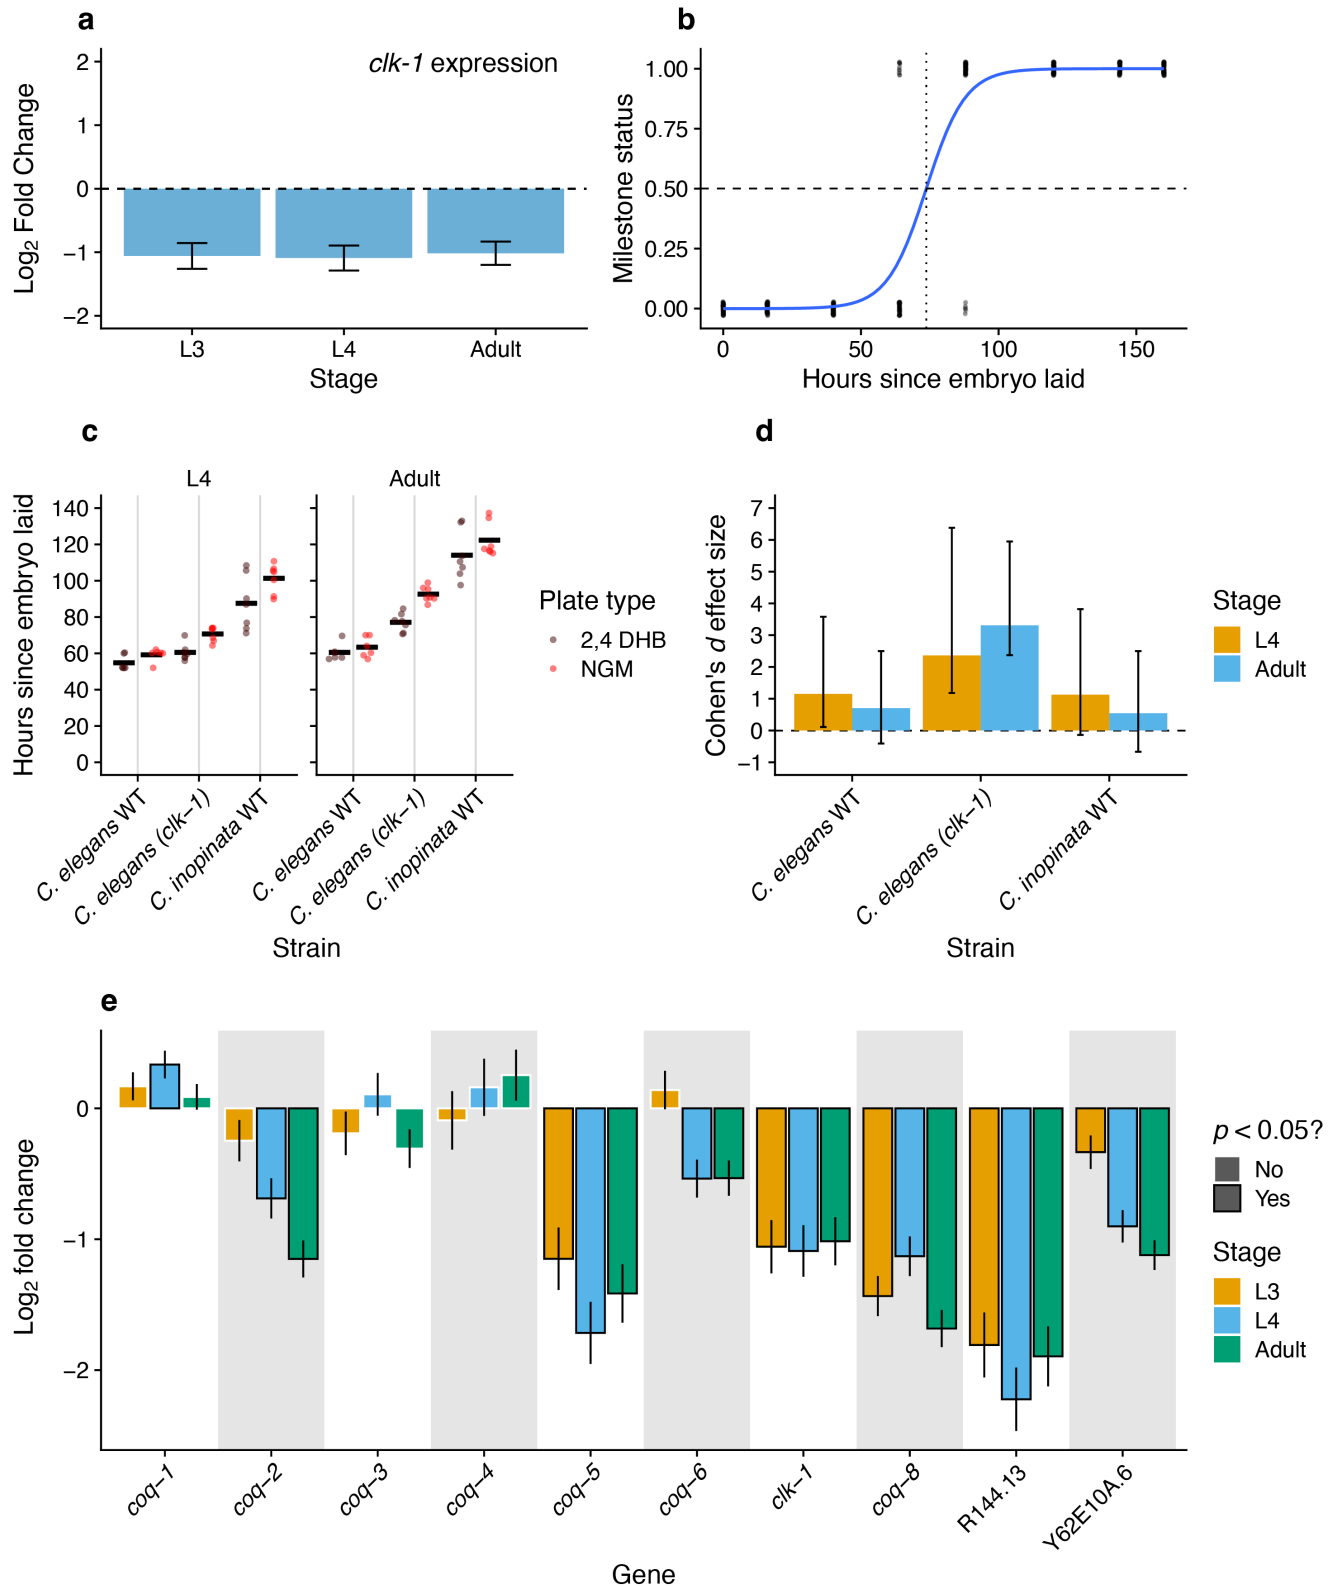 a
clk-1 expression
Log2 Fold Change
2
1
0
−1
−2
L3
L4
Adult
Stage
b
Milestone status
1.00
0.75
0.50
0.25
0.00
0
50
100
150
Hours since embryo laid
c
L4
Adult
Hours since embryo laid
140
120
100
80
60
40
20
0
C. elegans WT
C. elegans (clk−1)
C. inopinata WT
C. elegans WT
C. elegans (clk−1)
C. inopinata WT
Strain
Plate type
2,4 DHB
NGM
d
Cohen's d effect size
7
6
5
4
3
2
1
0
−1
C. elegans WT
C. elegans (clk−1)
C. inopinata WT
Strain
Stage
L4
Adult
e
Log2 fold change
0
−1
−2
coq−1
coq−2
coq−3
coq−4
coq−5
coq−6
clk−1
coq−8
R144.13
Y62E10A.6
Gene
p < 0.05?
No
Yes
Stage
L3
L4
Adult